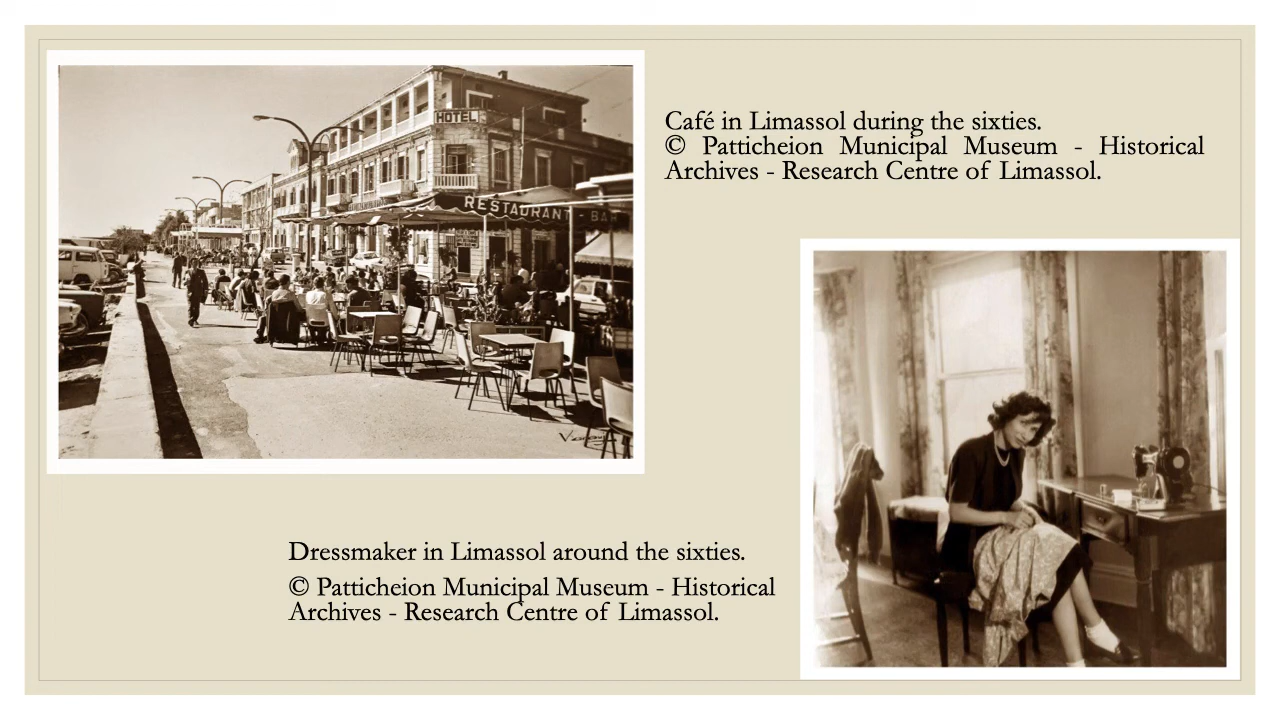 HOTEL
RESTAURANT - BA
Café in Limassol during the sixties.
© Patticheion Municipal Museum - Historical
Archives - Research Centre of Limassol.
Dressmaker in Limassol around the sixties.
© Patticheion Municipal Museum - Historical
Archives - Research Centre of Limassol.